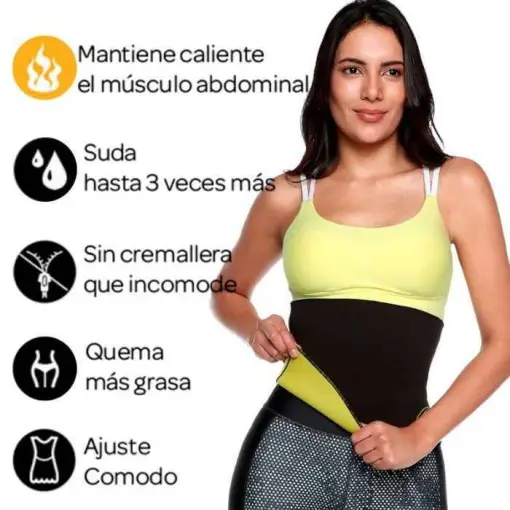 Mantiene caliente
el músculo abdominal
Suda
hasta 3 veces más
Sin cremallera
que incomode
Quema
más grasa
Ajuste
Comodo